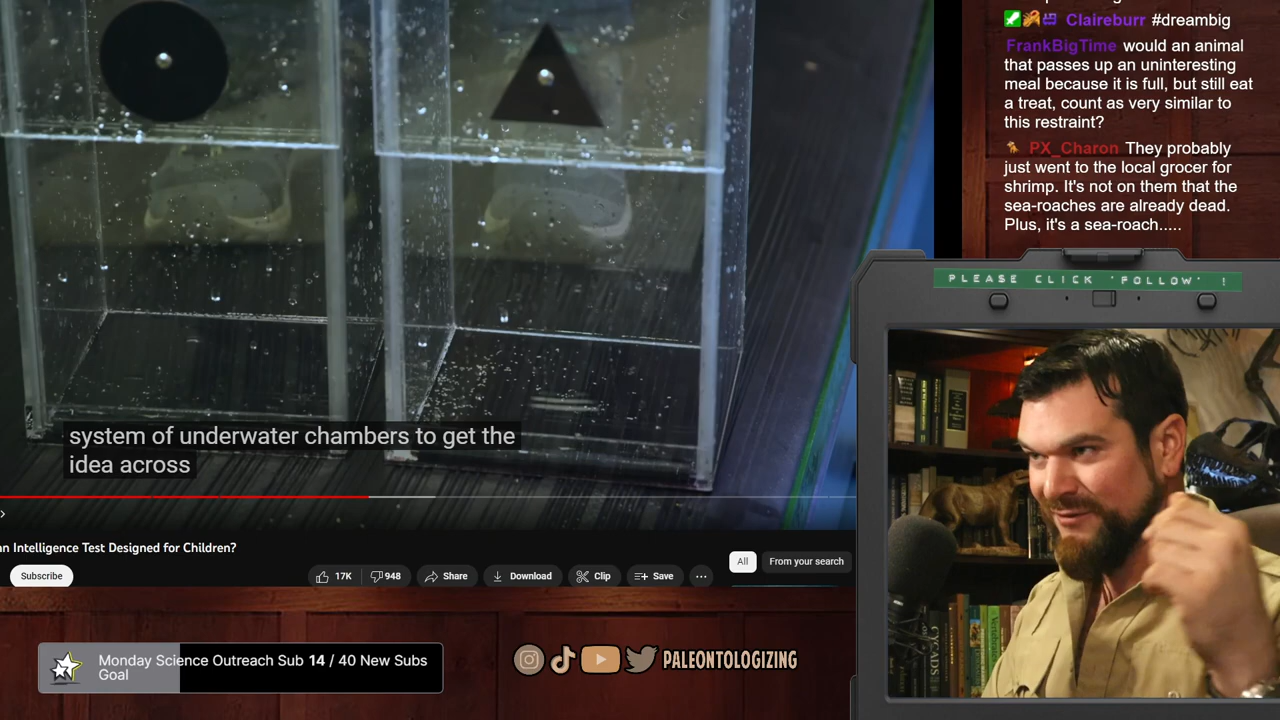 system of underwater chambers to get the
idea across
an Intelligence Test Designed for Children?
Subscribe
17K
948
Share
Download
Clip
Save
All
From your search
Monday Science Outreach Sub 14 / 40 New Subs
Goal
PALEONTOLOGIZING
Claireburr #dreambig
FrankBigTime would an animal
that passes up an uninteresting
meal because it is full, but still eat
a treat, count as very similar to
this restraint?
PX_Charon They probably
just went to the local grocer for
shrimp. It's not on them that the
sea-roaches are already dead.
Plus, it's a sea-roach.....
PLEASE CLICK "FOLLOW" !
CYCADS